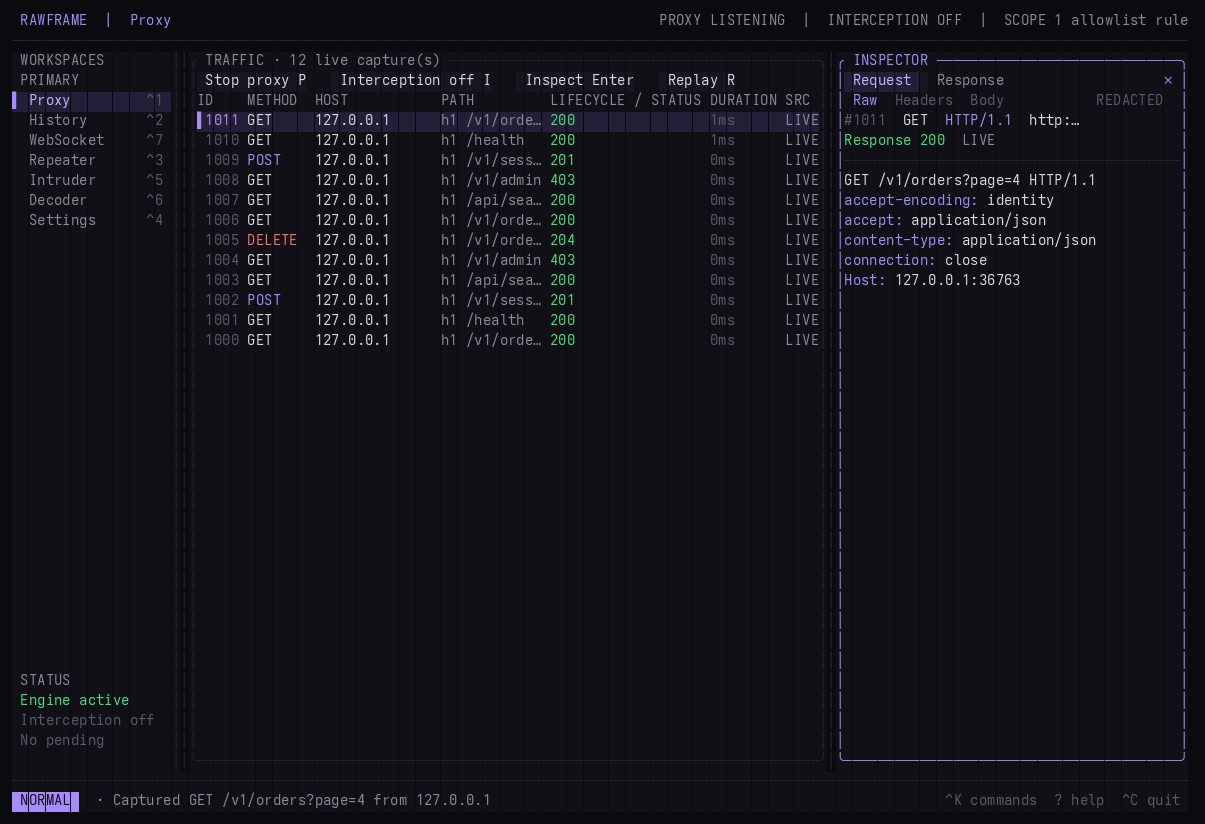 RAWFRAME | Proxy PROXY LISTENING | INTERCEPTION OFF | SCOPE 1 allowlist rule
WORKSPACES
PRIMARY
Proxy ^1
History ^2
WebSocket ^7
Repeater ^3
Intruder ^5
Decoder ^6
Settings ^4
STATUS
Engine active
Interception off
No pending
TRAFFIC · 12 live capture(s)
Stop proxy P Interception off I Inspect Enter Replay R
ID METHOD HOST PATH LIFECYCLE / STATUS DURATION SRC
1011 GET 127.0.0.1 h1 /v1/orde… 200 1ms LIVE
1010 GET 127.0.0.1 h1 /health 200 1ms LIVE
1009 POST 127.0.0.1 h1 /v1/sess… 201 0ms LIVE
1008 GET 127.0.0.1 h1 /v1/admin 403 0ms LIVE
1007 GET 127.0.0.1 h1 /api/sea… 200 0ms LIVE
1006 GET 127.0.0.1 h1 /v1/orde… 200 0ms LIVE
1005 DELETE 127.0.0.1 h1 /v1/orde… 204 0ms LIVE
1004 GET 127.0.0.1 h1 /v1/admin 403 0ms LIVE
1003 GET 127.0.0.1 h1 /api/sea… 200 0ms LIVE
1002 POST 127.0.0.1 h1 /v1/sess… 201 0ms LIVE
1001 GET 127.0.0.1 h1 /health 200 0ms LIVE
1000 GET 127.0.0.1 h1 /v1/orde… 200 0ms LIVE
INSPECTOR
Request Response ×
Raw Headers Body REDACTED
#1011 GET HTTP/1.1 http:…
Response 200 LIVE
GET /v1/orders?page=4 HTTP/1.1
accept-encoding: identity
accept: application/json
content-type: application/json
connection: close
Host: 127.0.0.1:36763
NORMAL · Captured GET /v1/orders?page=4 from 127.0.0.1 ^K commands ? help ^C quit